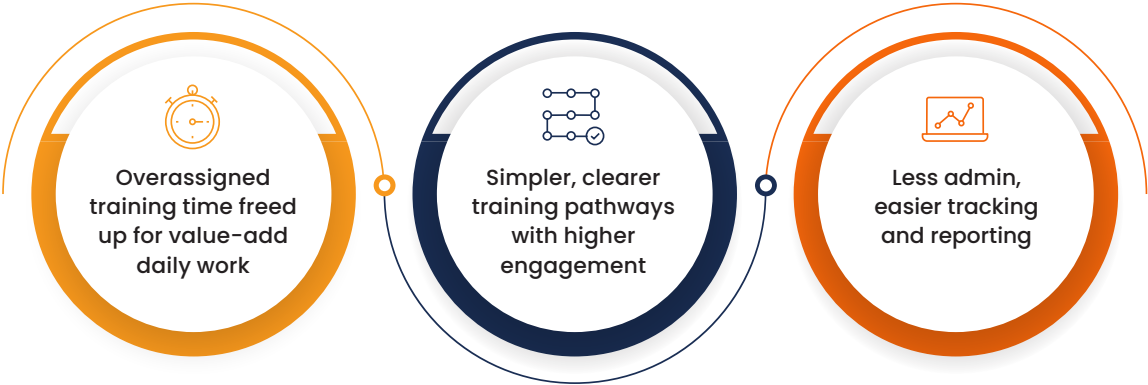 Overassigned
training time freed
up for value-add
daily work
Simpler, clearer
training pathways
with higher
engagement
Less admin,
easier tracking
and reporting